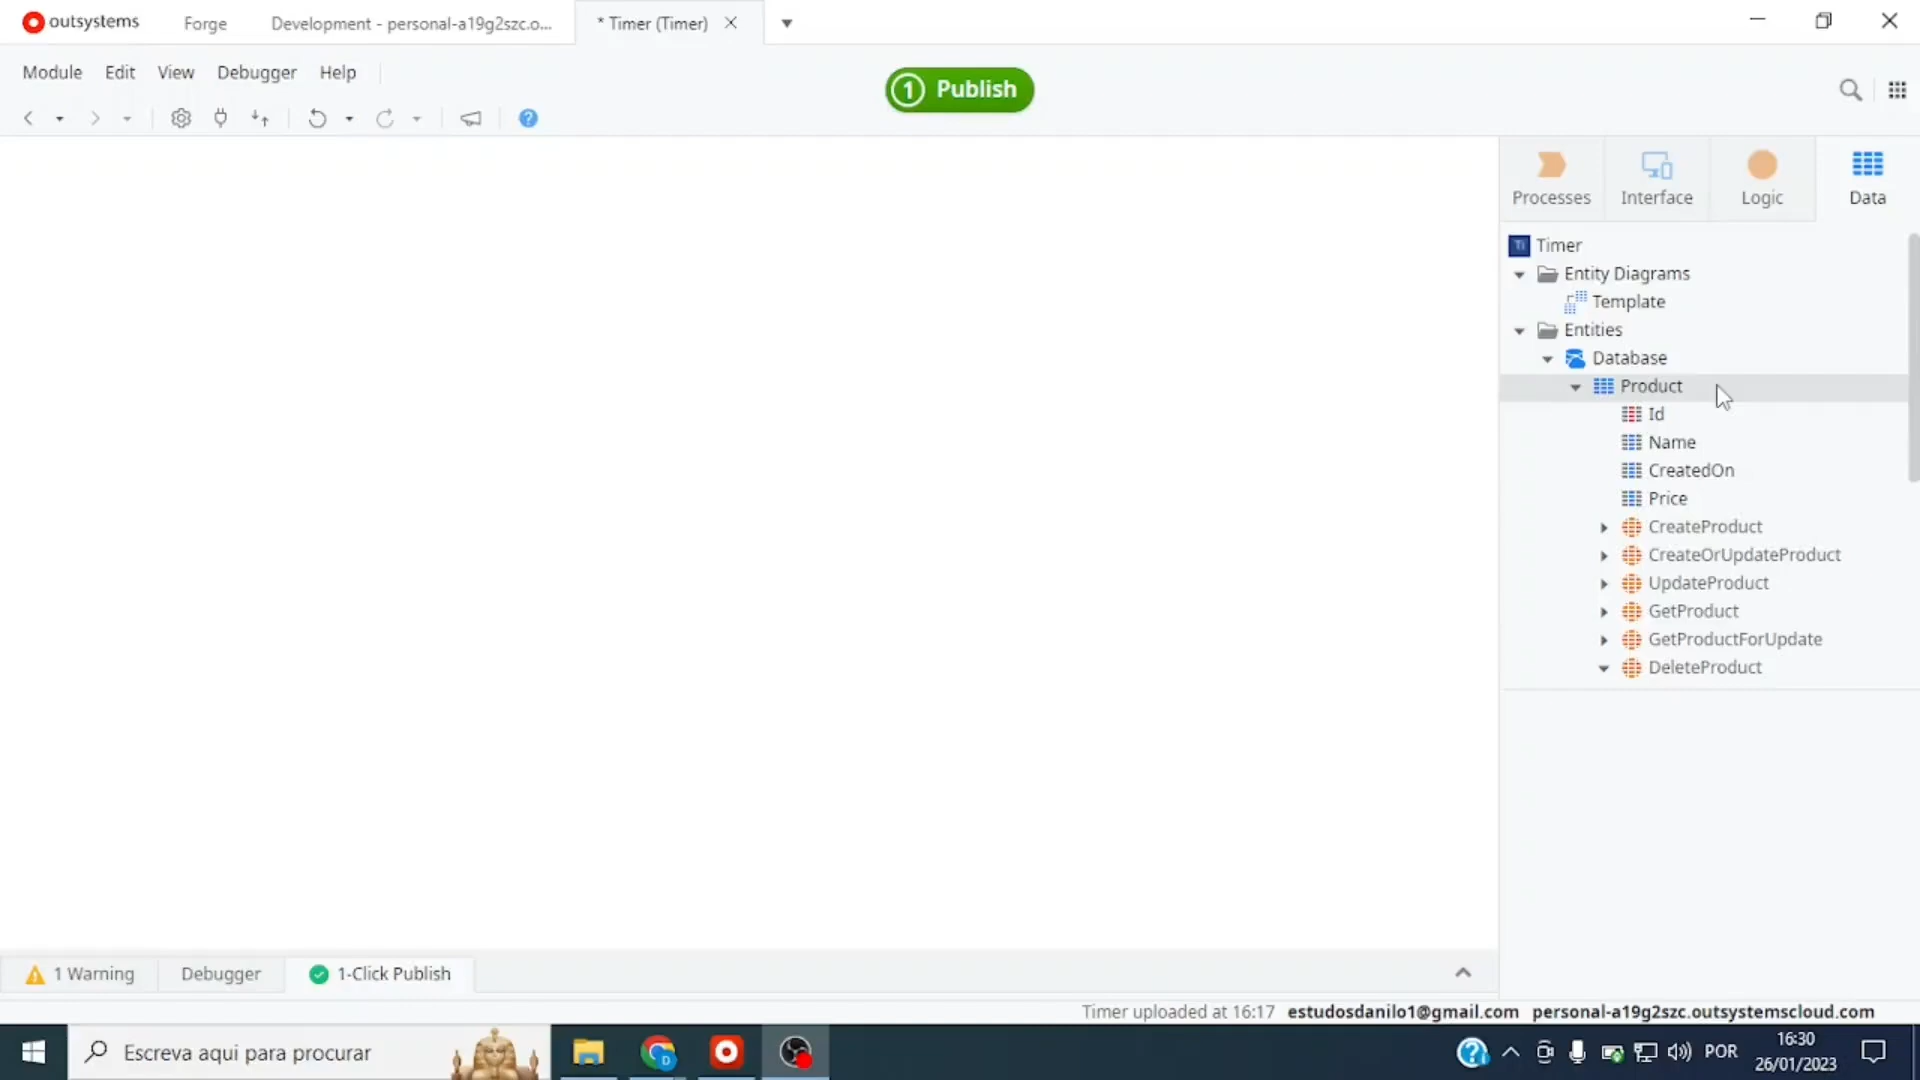 outsystems
Forge
Development - personal-a19g2szc.o...
* Timer (Timer)
Module Edit View Debugger Help
1 Publish
Processes
Interface
Logic
Data
Ti Timer
Entity Diagrams
Template
Entities
Database
Product
Id
Name
CreatedOn
Price
CreateProduct
CreateOrUpdateProduct
UpdateProduct
GetProduct
GetProductForUpdate
DeleteProduct
1 Warning
Debugger
1-Click Publish
Timer uploaded at 16:17 estudosdanilo1@gmail.com personal-a19g2szc.outsystemscloud.com
Escreva aqui para procurar
D
POR
16:30
26/01/2023